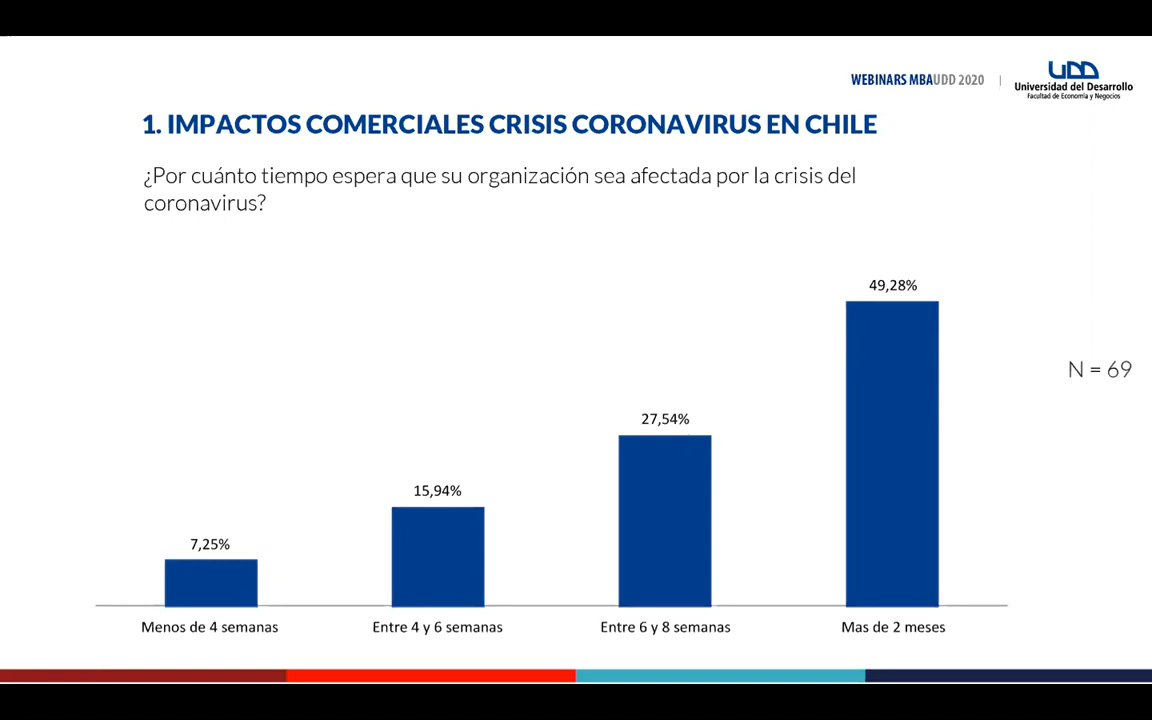 WEBINARS MBAUDD 2020 |
UDD
Universidad del Desarrollo
Facultad de Economía y Negocios
1. IMPACTOS COMERCIALES CRISIS CORONAVIRUS EN CHILE
¿Por cuánto tiempo espera que su organización sea afectada por la crisis del
coronavirus?
49,28%
N = 69
27,54%
15,94%
7,25%
Menos de 4 semanas
Entre 4 y 6 semanas
Entre 6 y 8 semanas
Mas de 2 meses